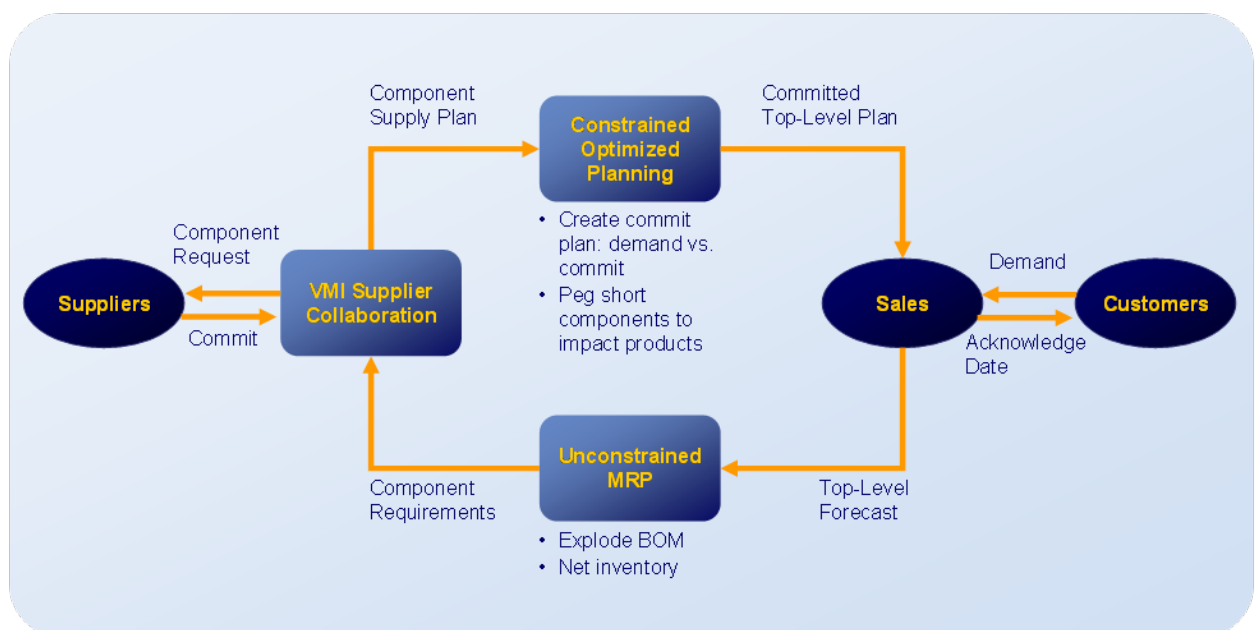 Component
Supply Plan
Constrained
Optimized
Planning
Committed
Top-Level Plan
• Create commit
plan: demand vs.
commit
• Peg short
components to
impact products
Component
Request
Suppliers
Commit
VMI Supplier
Collaboration
Sales
Demand
Customers
Acknowledge
Date
Unconstrained
MRP
Component
Requirements
Top-Level
Forecast
• Explode BOM
• Net inventory